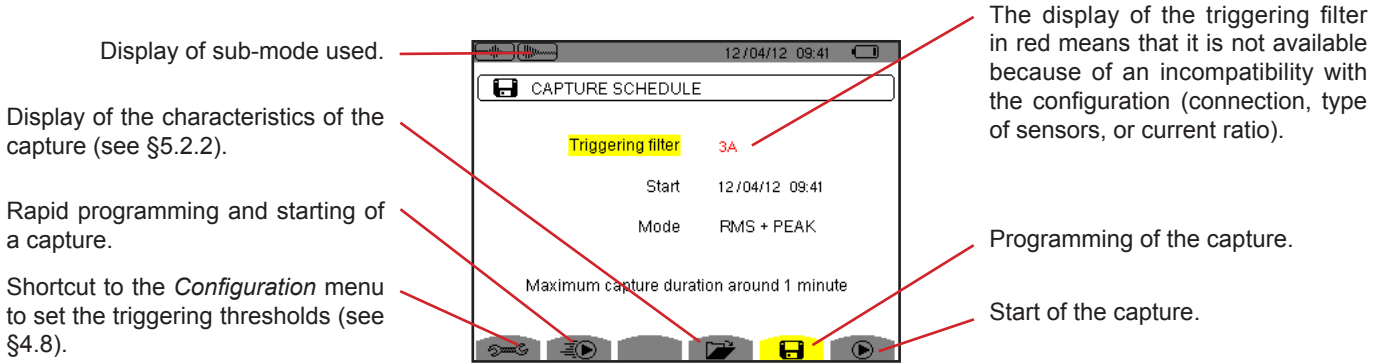 Display of sub-mode used.
Display of the characteristics of the
capture (see §5.2.2).
Rapid programming and starting of
a capture.
Shortcut to the Configuration menu
to set the triggering thresholds (see
§4.8).
12/04/12 09:41
CAPTURE SCHEDULE
Triggering filter 3A
Start 12/04/12 09:41
Mode RMS + PEAK
Maximum capture duration around 1 minute
The display of the triggering filter
in red means that it is not available
because of an incompatibility with
the configuration (connection, type
of sensors, or current ratio).
Programming of the capture.
Start of the capture.